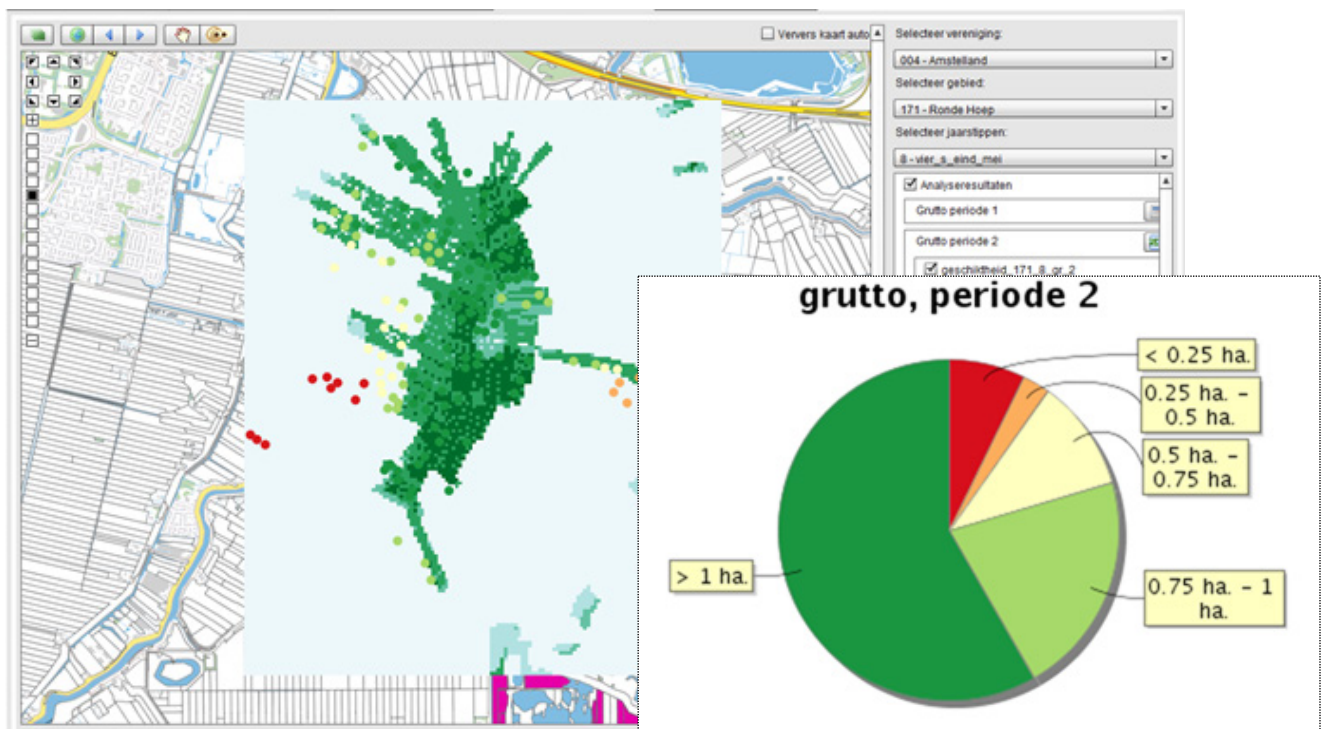 Ververs kaart auto
Selecteer vereniging:
004 - Amstelland
Selecteer gebied:
171 - Ronde Hoep
Selecteer jaarstippen:
8 - vier_s_eind_mei
Analyseresultaten
Grutto periode 1
Grutto periode 2
geschiktheid_171_8_gr_2
grutto, periode 2
< 0.25 ha.
0.25 ha. –
0.5 ha.
0.5 ha. –
0.75 ha.
0.75 ha. – 1
ha.
> 1 ha.